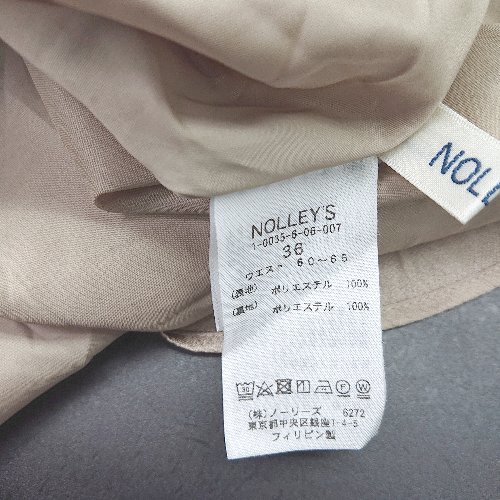 NOLLEY'S
1-0035-6-06-007
36
ウエスト 60~66
(表地) ポリエステル 100%
(裏地) ポリエステル 100%
(株)ノーリーズ 6272
東京都中央区銀座1-4-5
フィリピン製
NOLL